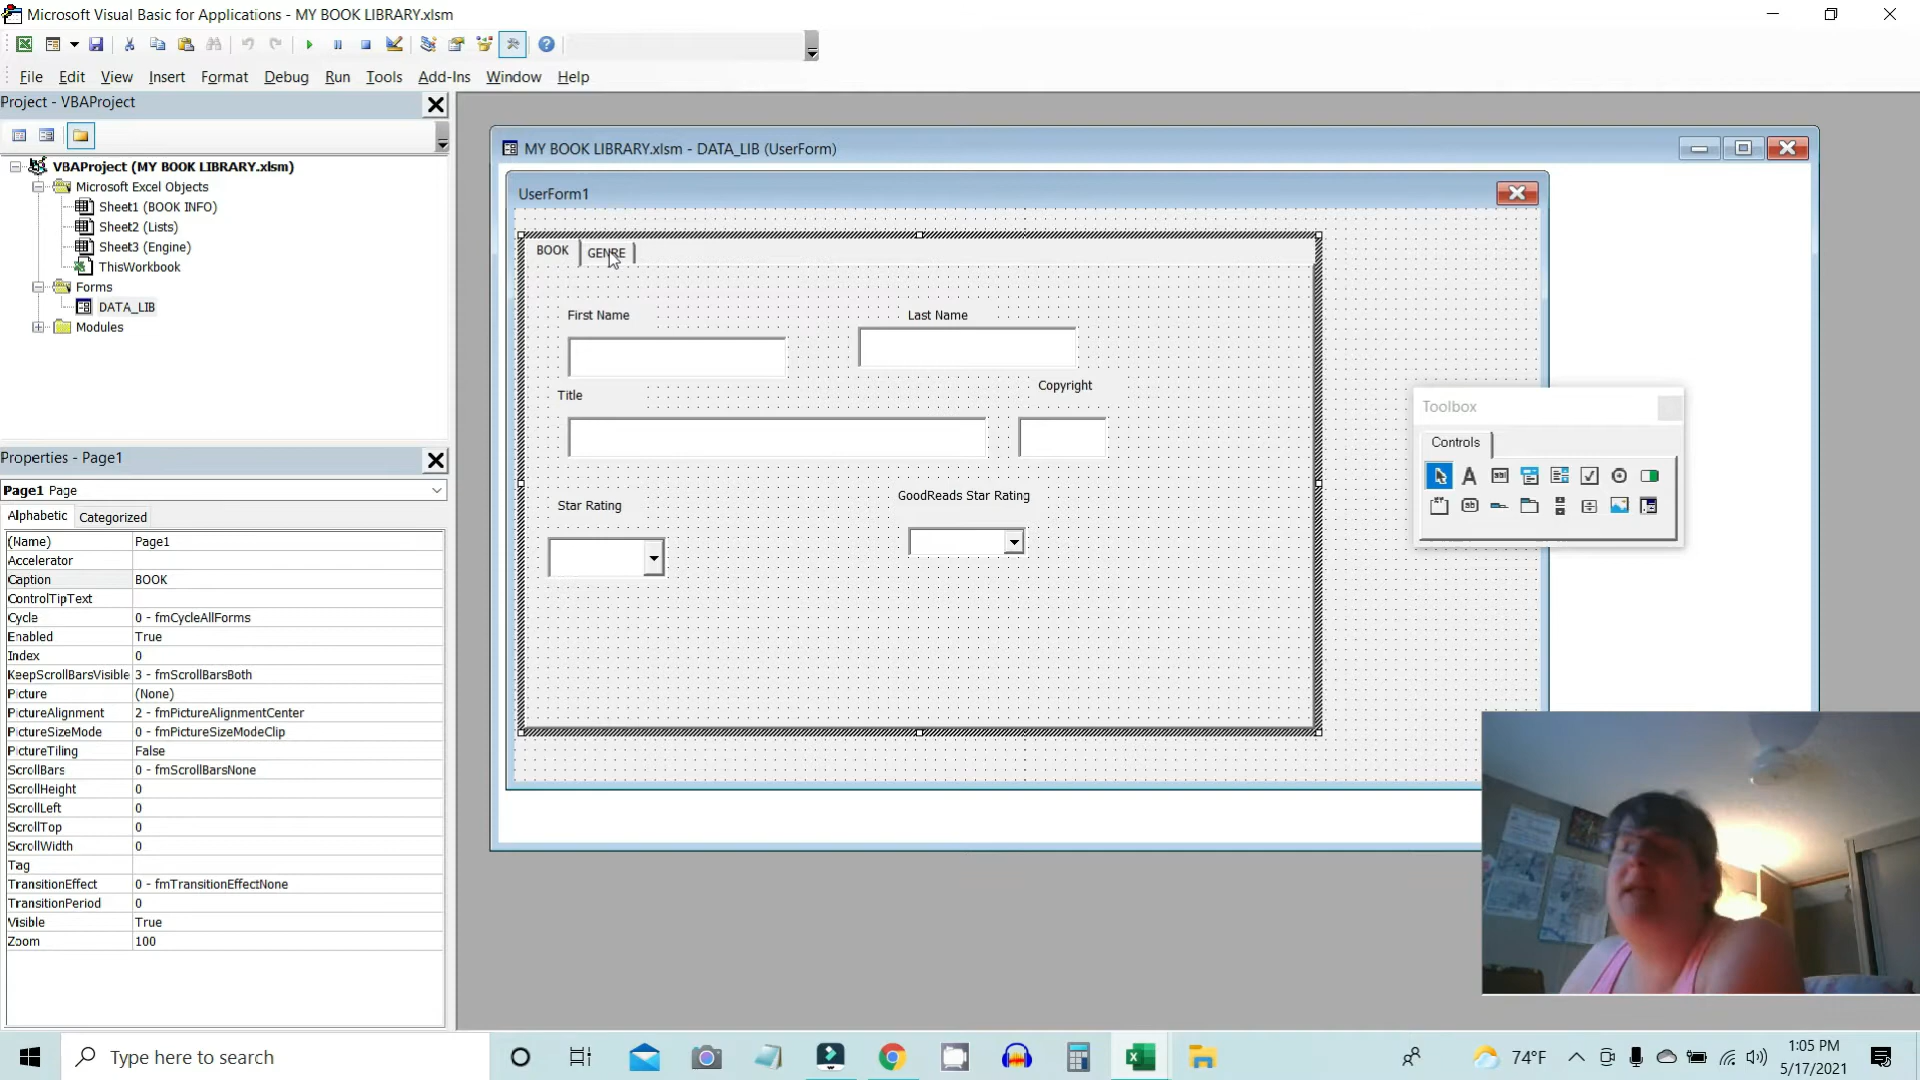 Microsoft Visual Basic for Applications - MY BOOK LIBRARY.xlsm
File Edit View Insert Format Debug Run Tools Add-Ins Window Help
Project - VBAProject
VBAProject (MY BOOK LIBRARY.xlsm)
Microsoft Excel Objects
Sheet1 (BOOK INFO)
Sheet2 (Lists)
Sheet3 (Engine)
ThisWorkbook
Forms
DATA_LIB
Modules
Properties - Page1
Page1 Page
Alphabetic Categorized
(Name) Page1
Accelerator
Caption BOOK
ControlTipText
Cycle 0 - fmCycleAllForms
Enabled True
Index 0
KeepScrollBarsVisible 3 - fmScrollBarsBoth
Picture (None)
PictureAlignment 2 - fmPictureAlignmentCenter
PictureSizeMode 0 - fmPictureSizeModeClip
PictureTiling False
ScrollBars 0 - fmScrollBarsNone
ScrollHeight 0
ScrollLeft 0
ScrollTop 0
ScrollWidth 0
Tag
TransitionEffect 0 - fmTransitionEffectNone
TransitionPeriod 0
Visible True
Zoom 100
MY BOOK LIBRARY.xlsm - DATA_LIB (UserForm)
UserForm1
BOOK GENRE
First Name Last Name
Title Copyright
Star Rating GoodReads Star Rating
Toolbox
Controls
Type here to search
74°F
1:05 PM
5/17/2021